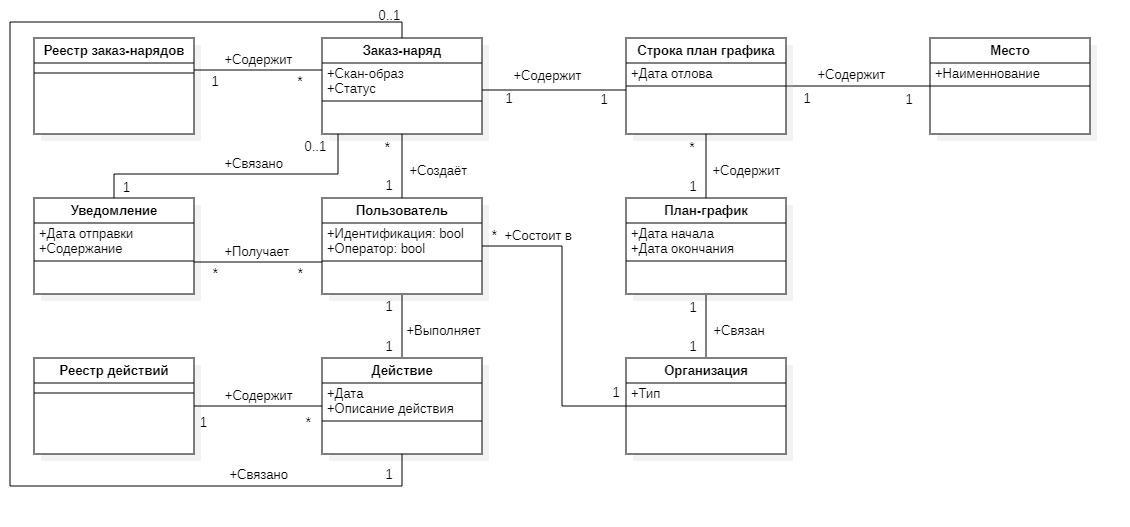 0..1
Реестр заказ-нарядов
+Содержит
1
*
Заказ-наряд
+Скан-образ
+Статус
+Содержит
1
1
Строка план графика
+Дата отлова
+Содержит
1
1
Место
+Наименнование
0..1
+Связано
1
*
+Создаёт
1
*
+Содержит
1
Уведомление
+Дата отправки
+Содержание
+Получает
*
*
Пользователь
+Идентификация: bool
+Оператор: bool
*
+Состоит в
1
План-график
+Дата начала
+Дата окончания
1
+Выполняет
1
1
+Связан
1
Реестр действий
+Содержит
1
*
Действие
+Дата
+Описание действия
Организация
+Тип
+Связано
1